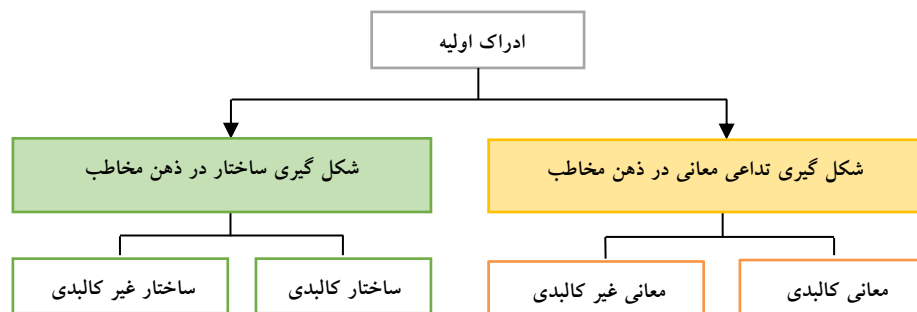 ادراک اولیه
شکل گیری تداعی معانی در ذهن مخاطب
شکل گیری ساختار در ذهن مخاطب
معانی کالبدی
معانی غیر کالبدی
ساختار کالبدی
ساختار غیر کالبدی